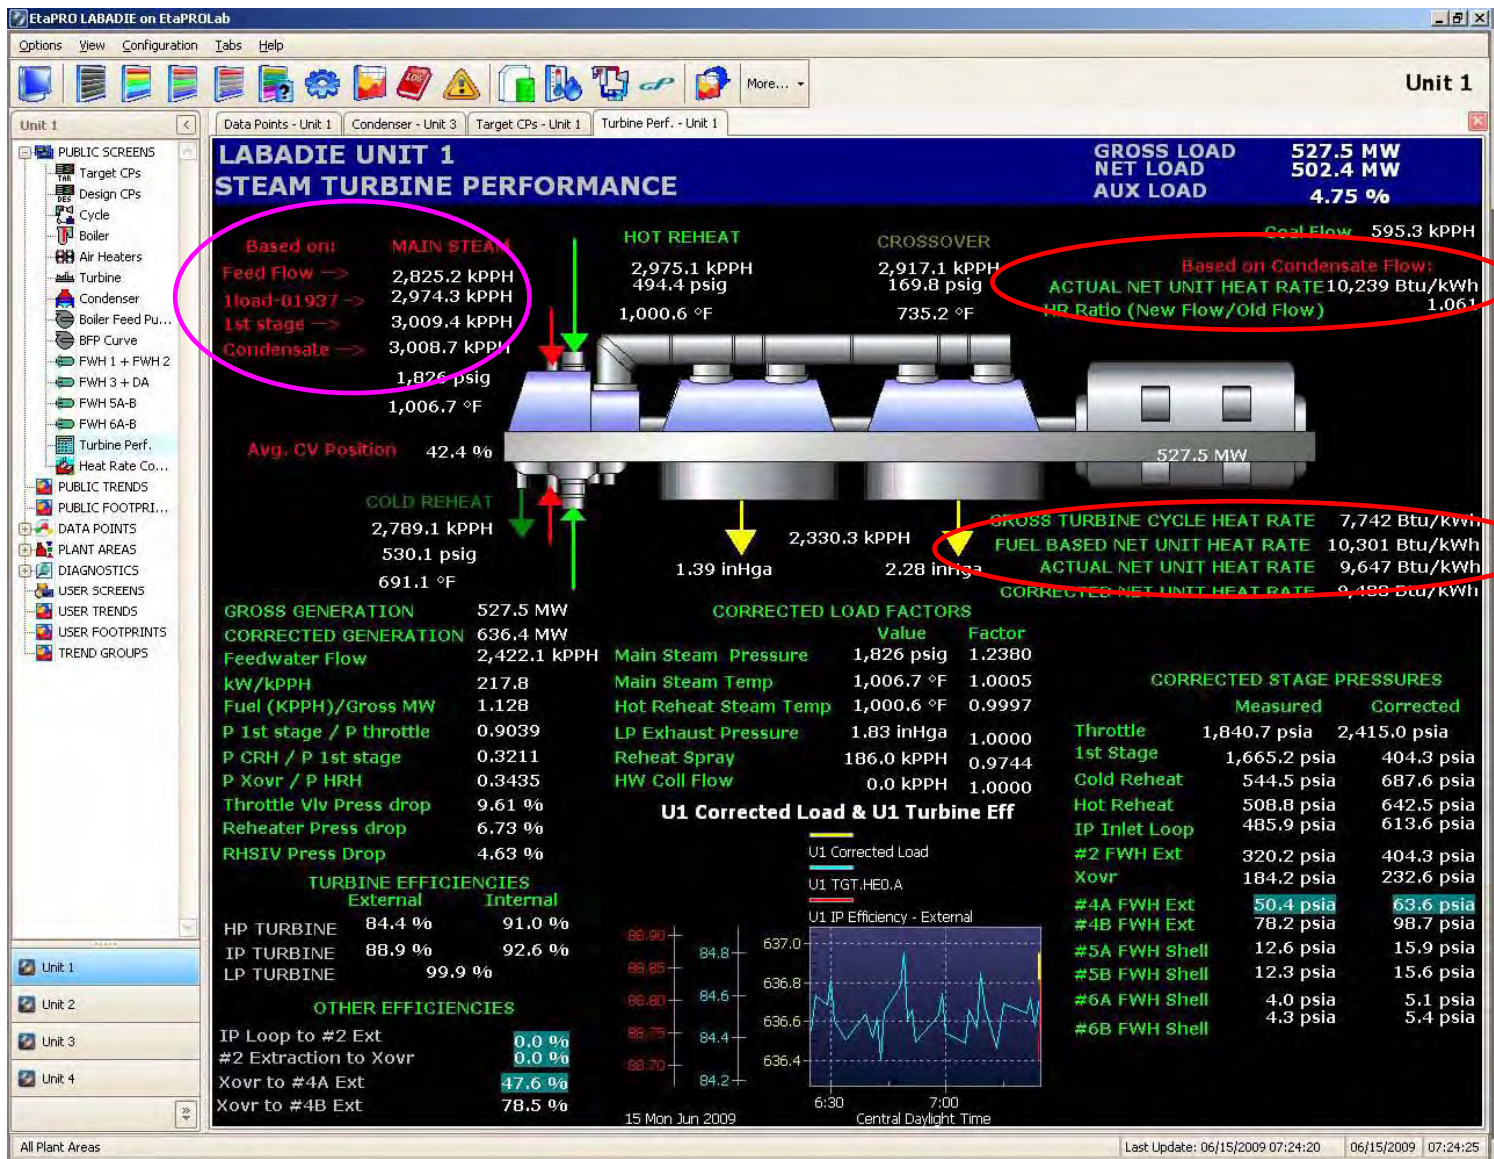 EtaPRO LABADIE on EtaPROLab
Options View Configuration Tabs Help
LOG
GP
More...
Unit 1
Unit 1
Data Points - Unit 1
Condenser - Unit 3
Target CPs - Unit 1
Turbine Perf. - Unit 1
PUBLIC SCREENS
TAR Target CPs
DES Design CPs
Cycle
Boiler
Air Heaters
Turbine
Condenser
Boiler Feed Pu...
BFP Curve
FWH 1 + FWH 2
FWH 3 + DA
FWH 5A-B
FWH 6A-B
Turbine Perf.
Heat Rate Co...
PUBLIC TRENDS
PUBLIC FOOTPRI...
DATA POINTS
PLANT AREAS
DIAGNOSTICS
USER SCREENS
USER TRENDS
USER FOOTPRINTS
TREND GROUPS
Unit 1
Unit 2
Unit 3
Unit 4
LABADIE UNIT 1
STEAM TURBINE PERFORMANCE
GROSS LOAD 527.5 MW
NET LOAD 502.4 MW
AUX LOAD 4.75 %
Based on: MAIN STEAM
Feed Flow --> 2,825.2 kPPH
1load-01937 -> 2,974.3 kPPH
1st stage --> 3,009.4 kPPH
Condensate --> 3,008.7 kPPH
1,826 psig
1,006.7 °F
Avg. CV Position 42.4 %
HOT REHEAT
2,975.1 kPPH
494.4 psig
1,000.6 °F
CROSSOVER
2,917.1 kPPH
169.8 psig
735.2 °F
Coal Flow 595.3 kPPH
Based on Condensate Flow:
ACTUAL NET UNIT HEAT RATE 10,239 Btu/kWh
HR Ratio (New Flow/Old Flow) 1.061
527.5 MW
COLD REHEAT
2,789.1 kPPH
530.1 psig
691.1 °F
2,330.3 kPPH
1.39 inHga
2.28 inHga
GROSS TURBINE CYCLE HEAT RATE 7,742 Btu/kWh
FUEL BASED NET UNIT HEAT RATE 10,301 Btu/kWh
ACTUAL NET UNIT HEAT RATE 9,647 Btu/kWh
CORRECTED NET UNIT HEAT RATE 9,488 Btu/kWh
GROSS GENERATION 527.5 MW
CORRECTED GENERATION 636.4 MW
Feedwater Flow 2,422.1 kPPH
kW/kPPH 217.8
Fuel (KPPH)/Gross MW 1.128
P 1st stage / P throttle 0.9039
P CRH / P 1st stage 0.3211
P Xovr / P HRH 0.3435
Throttle Vlv Press drop 9.61 %
Reheater Press drop 6.73 %
RHSIV Press Drop 4.63 %
TURBINE EFFICIENCIES
External Internal
HP TURBINE 84.4 % 91.0 %
IP TURBINE 88.9 % 92.6 %
LP TURBINE 99.9 %
OTHER EFFICIENCIES
IP Loop to #2 Ext 0.0 %
#2 Extraction to Xovr 0.0 %
Xovr to #4A Ext 47.6 %
Xovr to #4B Ext 78.5 %
CORRECTED LOAD FACTORS
Value Factor
Main Steam Pressure 1,826 psig 1.2380
Main Steam Temp 1,006.7 °F 1.0005
Hot Reheat Steam Temp 1,000.6 °F 0.9997
LP Exhaust Pressure 1.83 inHga 1.0000
Reheat Spray 186.0 kPPH 0.9744
HW Coll Flow 0.0 kPPH 1.0000
U1 Corrected Load & U1 Turbine Eff
U1 Corrected Load
U1 TGT.HE0.A
U1 IP Efficiency - External
88.90
88.85
88.80
88.75
88.70
84.8
84.6
84.4
84.2
637.0
636.8
636.6
636.4
6:30 7:00
15 Mon Jun 2009 Central Daylight Time
CORRECTED STAGE PRESSURES
Measured Corrected
Throttle 1,840.7 psia 2,415.0 psia
1st Stage 1,665.2 psia 404.3 psia
Cold Reheat 544.5 psia 687.6 psia
Hot Reheat 508.8 psia 642.5 psia
IP Inlet Loop 485.9 psia 613.6 psia
#2 FWH Ext 320.2 psia 404.3 psia
Xovr 184.2 psia 232.6 psia
#4A FWH Ext 50.4 psia 63.6 psia
#4B FWH Ext 78.2 psia 98.7 psia
#5A FWH Shell 12.6 psia 15.9 psia
#5B FWH Shell 12.3 psia 15.6 psia
#6A FWH Shell 4.0 psia 5.1 psia
#6B FWH Shell 4.3 psia 5.4 psia
All Plant Areas
Last Update: 06/15/2009 07:24:20
06/15/2009 07:24:25